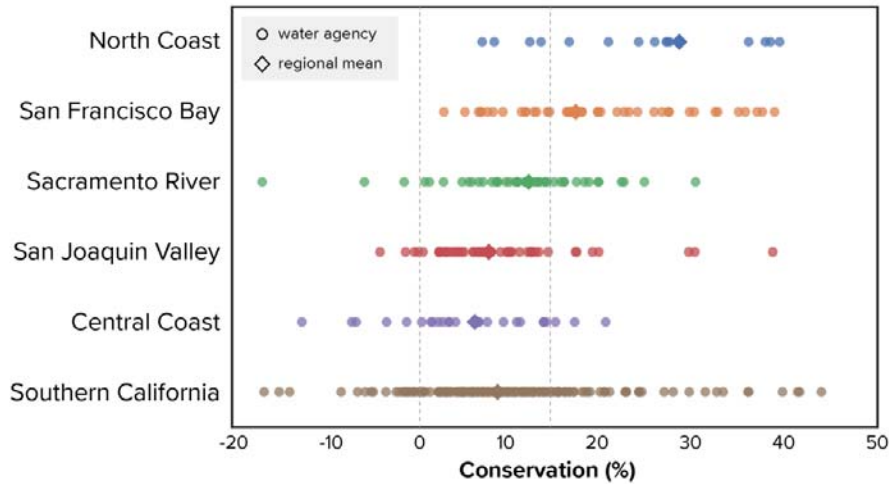 North Coast
water agency
regional mean
San Francisco Bay
Sacramento River
San Joaquin Valley
Central Coast
Southern California
-20 -10 0 10 20 30 40 50
Conservation (%)